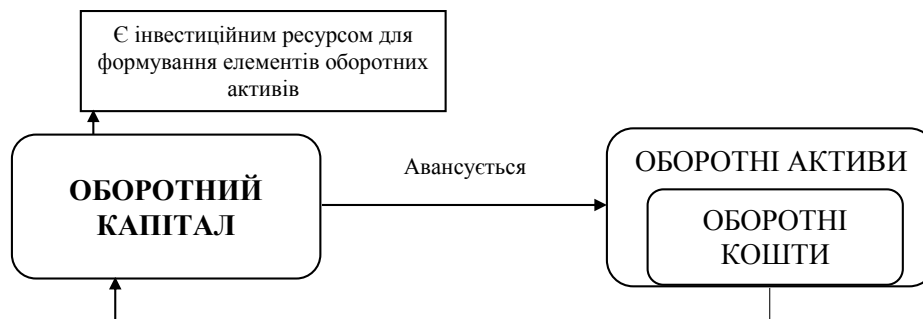 Є інвестиційним ресурсом для
формування елементів оборотних
активів
ОБОРОТНИЙ
КАПІТАЛ
Авансується
ОБОРОТНІ АКТИВИ
ОБОРОТНІ
КОШТИ